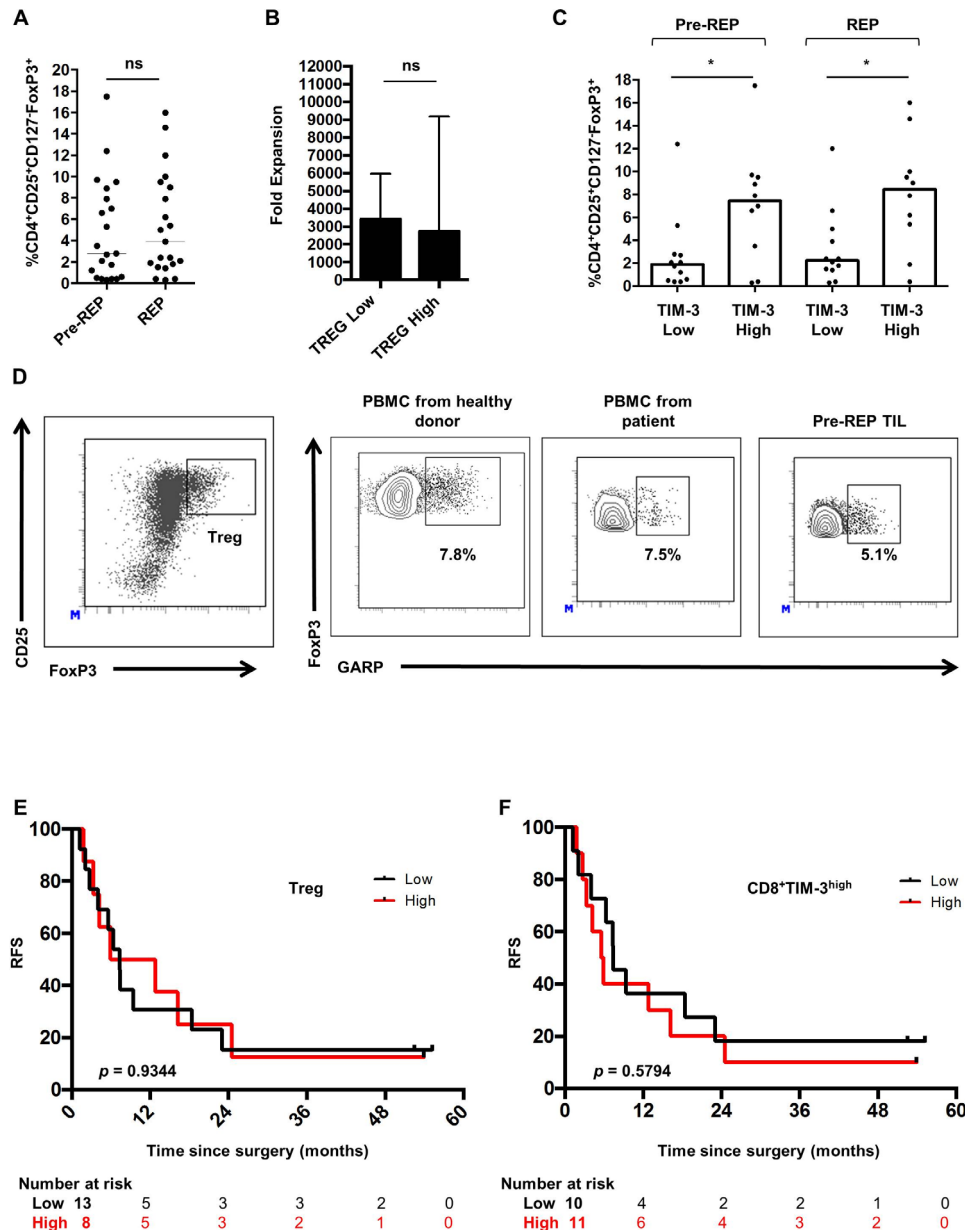 A
ns
%CD4+CD25+CD127-FoxP3+
20
18
16
14
12
10
8
6
4
2
0
Pre-REP
REP
B
ns
Fold Expansion
12000
11000
10000
9000
8000
7000
6000
5000
4000
3000
2000
1000
0
TREG Low
TREG High
C
Pre-REP
REP
*
*
%CD4+CD25+CD127-FoxP3+
18
16
14
12
10
8
6
4
2
0
TIM-3 Low
TIM-3 High
TIM-3 Low
TIM-3 High
D
CD25
Treg
M
FoxP3
PBMC from healthy donor
PBMC from patient
Pre-REP TIL
FoxP3
7.8%
7.5%
5.1%
M
M
GARP
E
RFS
100
80
60
40
20
0
Treg
Low
High
p = 0.9344
0
12
24
36
48
60
Time since surgery (months)
Number at risk
Low 13 5 3 3 2 0
High 8 5 3 2 1 0
F
RFS
100
80
60
40
20
0
CD8+TIM-3high
Low
High
p = 0.5794
0
12
24
36
48
60
Time since surgery (months)
Number at risk
Low 10 4 2 2 1 0
High 11 6 4 3 2 0